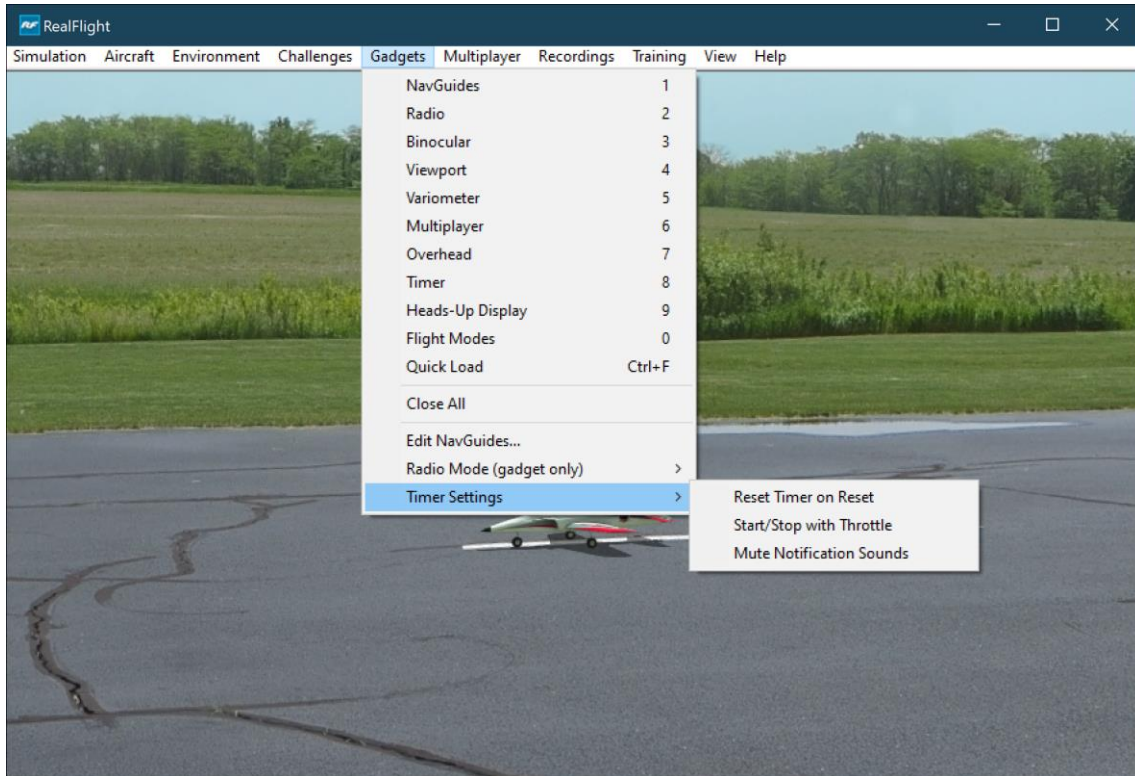 RealFlight
Simulation Aircraft Environment Challenges Gadgets Multiplayer Recordings Training View Help
NavGuides 1
Radio 2
Binocular 3
Viewport 4
Variometer 5
Multiplayer 6
Overhead 7
Timer 8
Heads-Up Display 9
Flight Modes 0
Quick Load Ctrl+F
Close All
Edit NavGuides...
Radio Mode (gadget only) >
Timer Settings >
Reset Timer on Reset
Start/Stop with Throttle
Mute Notification Sounds